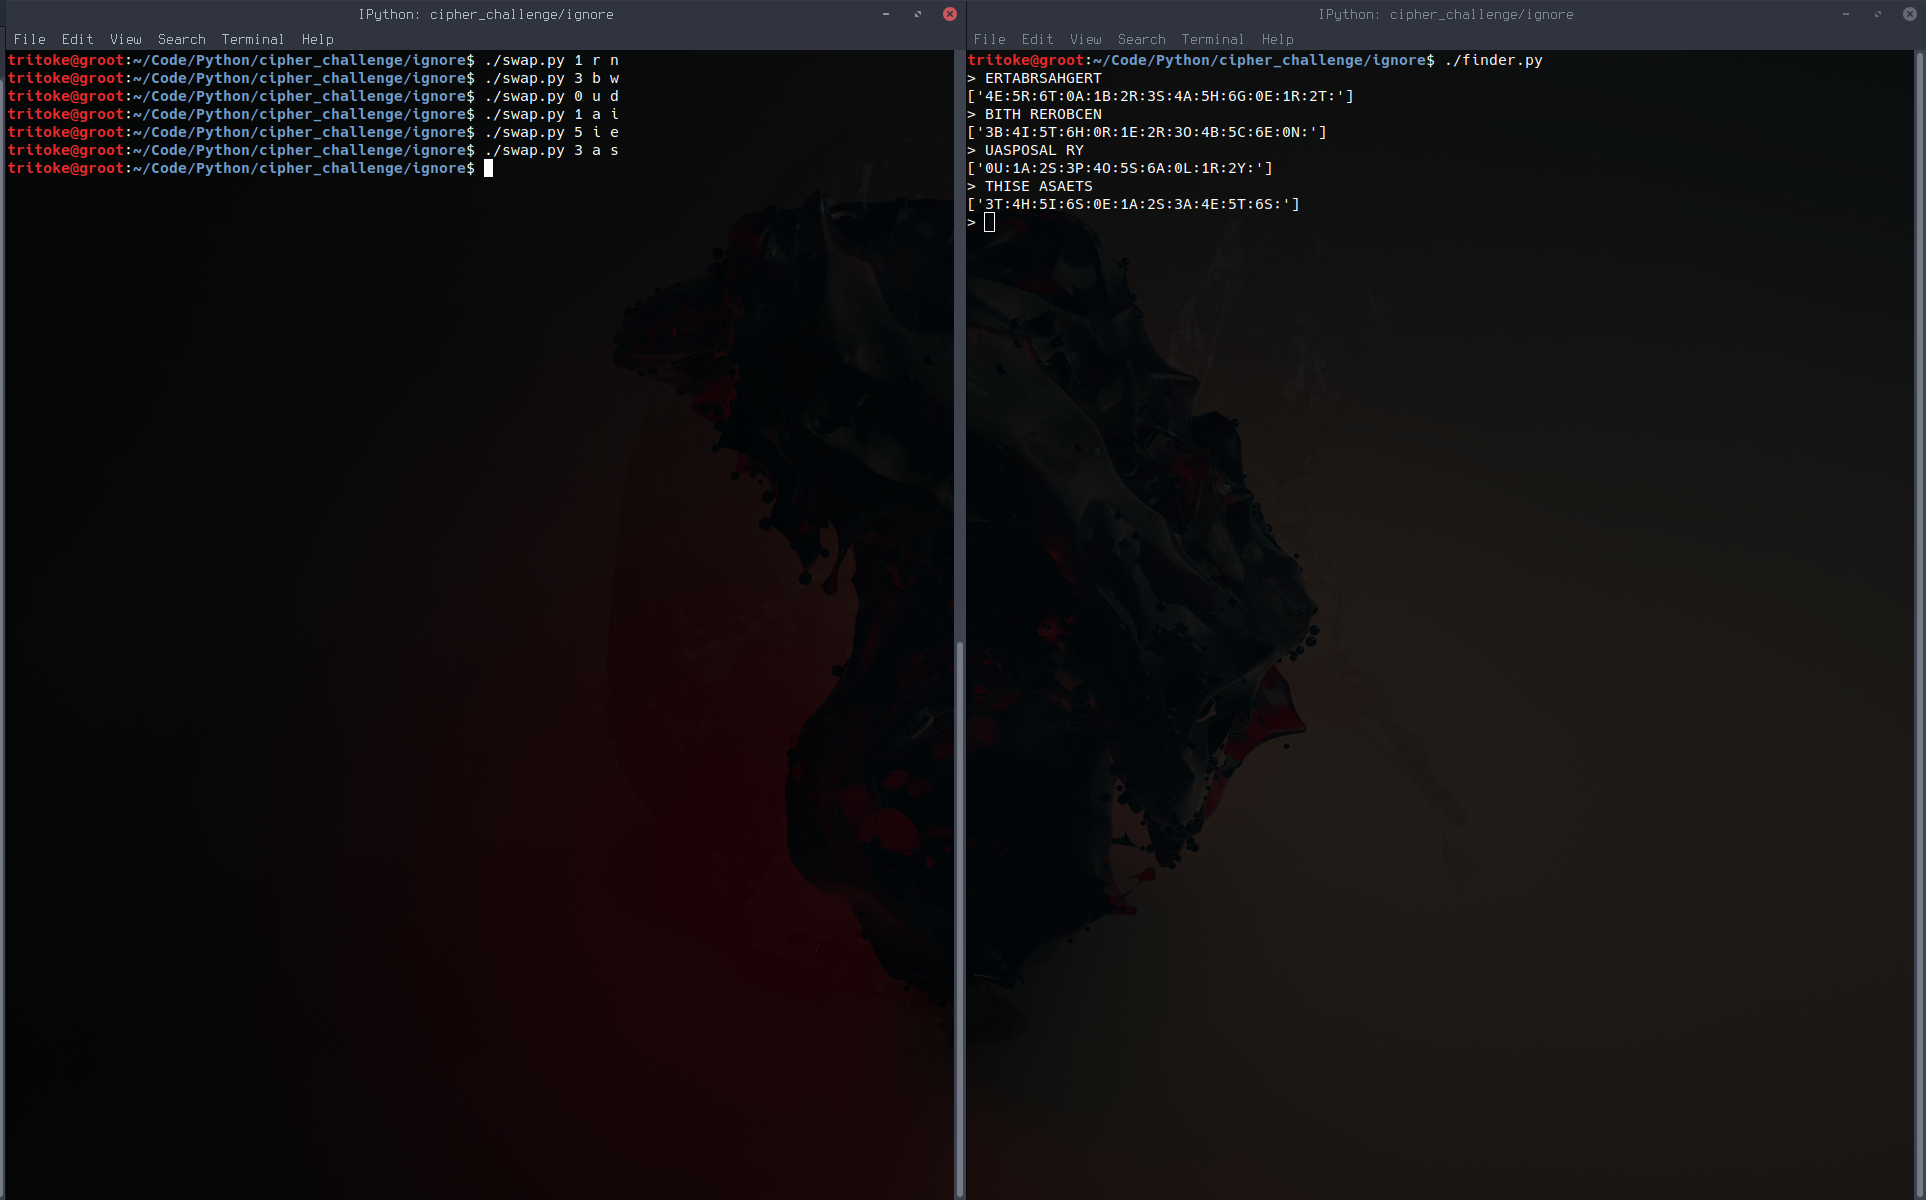 IPython: cipher_challenge/ignore
File Edit View Search Terminal Help
tritoke@groot:~/Code/Python/cipher_challenge/ignore$ ./swap.py 1 r n
tritoke@groot:~/Code/Python/cipher_challenge/ignore$ ./swap.py 3 b w
tritoke@groot:~/Code/Python/cipher_challenge/ignore$ ./swap.py 0 u d
tritoke@groot:~/Code/Python/cipher_challenge/ignore$ ./swap.py 1 a i
tritoke@groot:~/Code/Python/cipher_challenge/ignore$ ./swap.py 5 i e
tritoke@groot:~/Code/Python/cipher_challenge/ignore$ ./swap.py 3 a s
tritoke@groot:~/Code/Python/cipher_challenge/ignore$
IPython: cipher_challenge/ignore
File Edit View Search Terminal Help
tritoke@groot:~/Code/Python/cipher_challenge/ignore$ ./finder.py
> ERTABRSAHGERT
['4E:5R:6T:0A:1B:2R:3S:4A:5H:6G:0E:1R:2T:']
> BITH REROBCEN
['3B:4I:5T:6H:0R:1E:2R:3O:4B:5C:6E:0N:']
> UASPOSAL RY
['0U:1A:2S:3P:4O:5S:6A:0L:1R:2Y:']
> THISE ASAETS
['3T:4H:5I:6S:0E:1A:2S:3A:4E:5T:6S:']
>